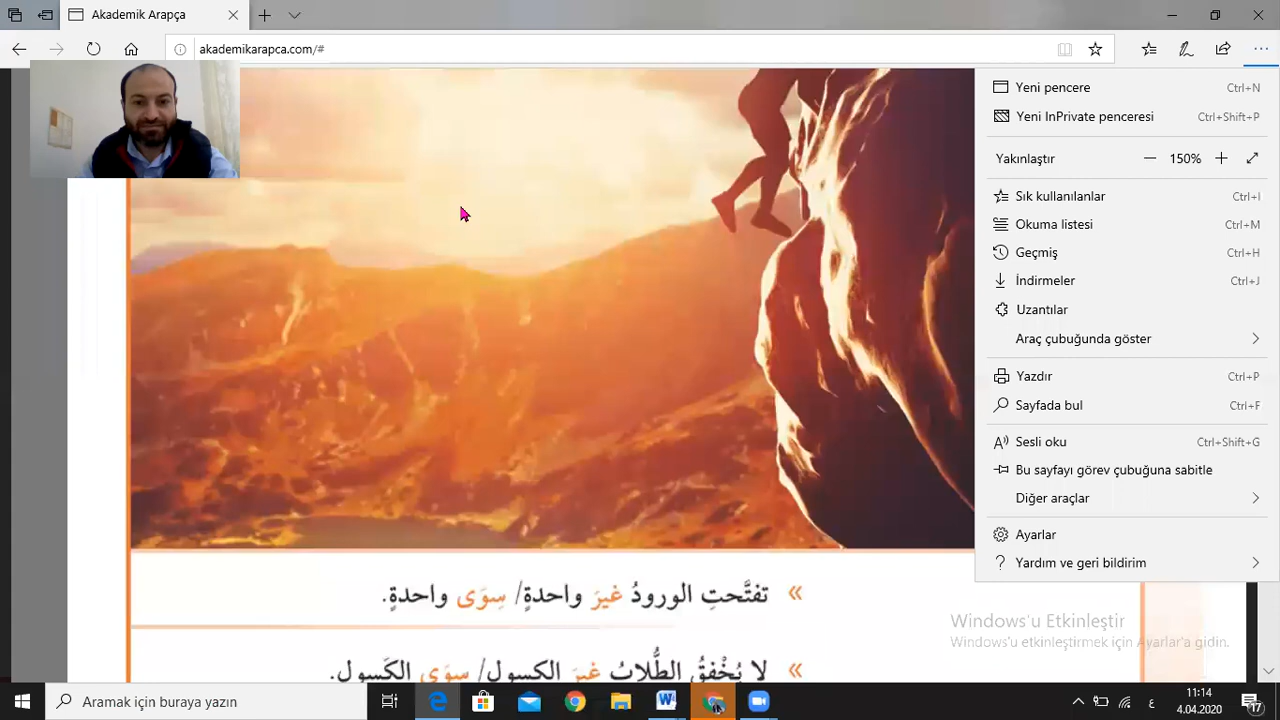 Akademik Arapça
akademikarapca.com/#
Yeni pencere Ctrl+N
Yeni InPrivate penceresi Ctrl+Shift+P
Yakınlaştır 150%
Sık kullanılanlar Ctrl+I
Okuma listesi Ctrl+M
Geçmiş Ctrl+H
İndirmeler Ctrl+J
Uzantılar
Araç çubuğunda göster
Yazdır Ctrl+P
Sayfada bul Ctrl+F
Sesli oku Ctrl+Shift+G
Bu sayfayı görev çubuğuna sabitle
Diğer araçlar
Ayarlar
Yardım ve geri bildirim
» تفتَّحتِ الورودُ غيرَ واحدةٍ/ سِوَى واحدةٍ.
» لا يُخْفِقُ الطُّلابُ غيرَ الكسولِ/ سِوَى الكَسولِ.
Windows'u Etkinleştir
Windows'u etkinleştirmek için Ayarlar'a gidin.
Aramak için buraya yazın
ع
11:14
4.04.2020
17